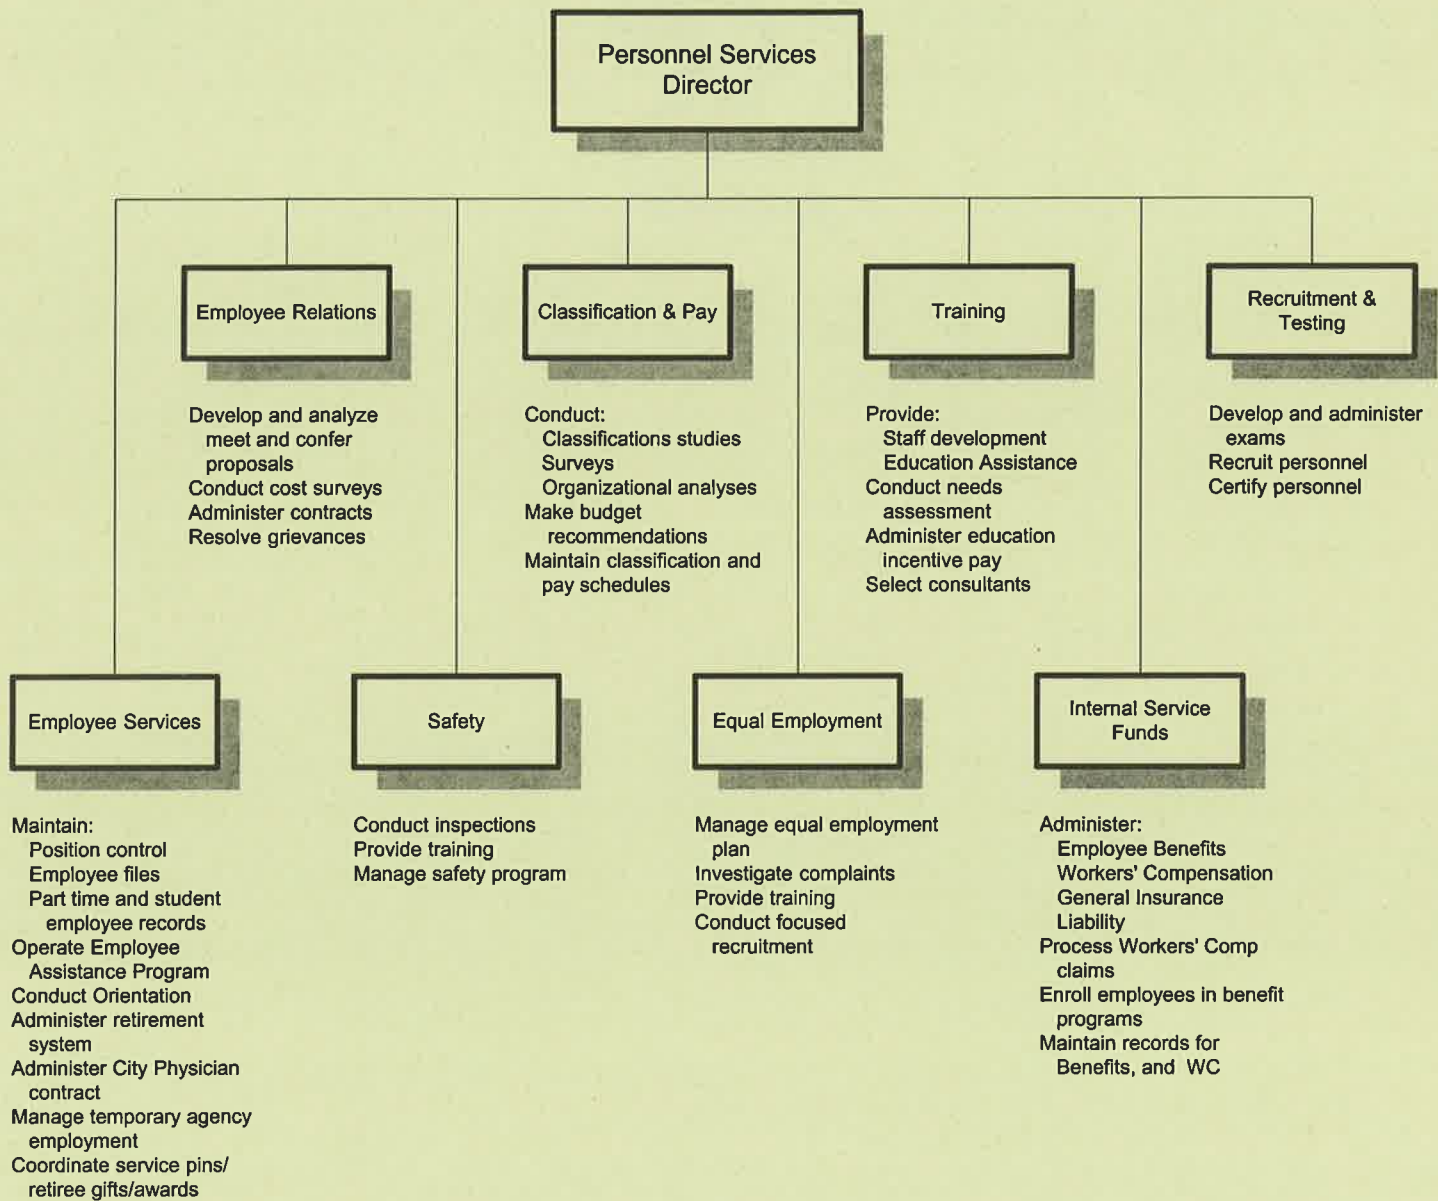 Personnel Services
Director
Employee Relations
Develop and analyze
meet and confer
proposals
Conduct cost surveys
Administer contracts
Resolve grievances
Classification & Pay
Conduct:
Classifications studies
Surveys
Organizational analyses
Make budget
recommendations
Maintain classification and
pay schedules
Training
Provide:
Staff development
Education Assistance
Conduct needs
assessment
Administer education
incentive pay
Select consultants
Recruitment &
Testing
Develop and administer
exams
Recruit personnel
Certify personnel
Employee Services
Maintain:
Position control
Employee files
Part time and student
employee records
Operate Employee
Assistance Program
Conduct Orientation
Administer retirement
system
Administer City Physician
contract
Manage temporary agency
employment
Coordinate service pins/
retiree gifts/awards
Safety
Conduct inspections
Provide training
Manage safety program
Equal Employment
Manage equal employment
plan
Investigate complaints
Provide training
Conduct focused
recruitment
Internal Service
Funds
Administer:
Employee Benefits
Workers' Compensation
General Insurance
Liability
Process Workers' Comp
claims
Enroll employees in benefit
programs
Maintain records for
Benefits, and WC